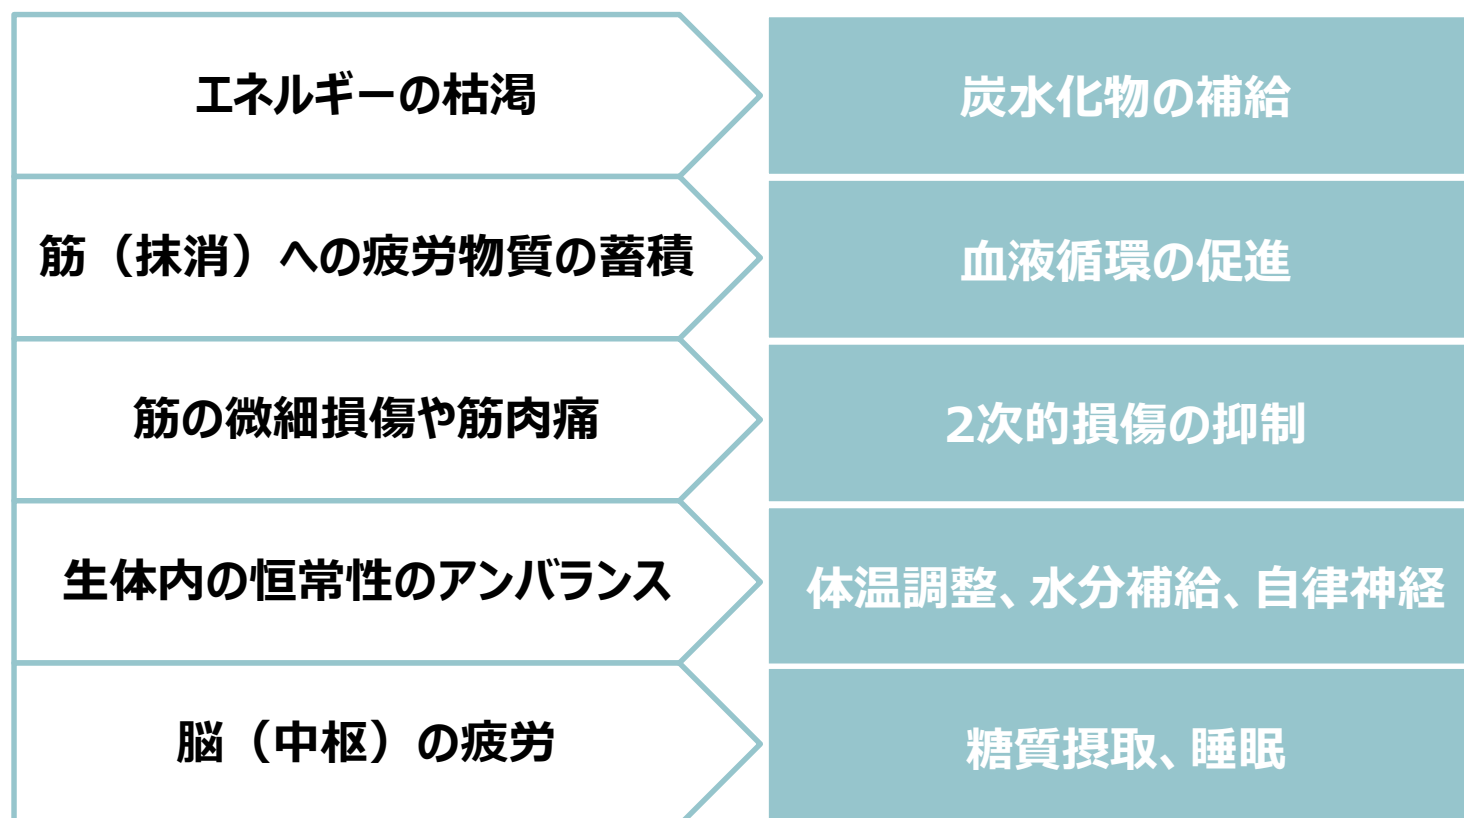 エネルギーの枯渇
炭水化物の補給
筋（抹消）への疲労物質の蓄積
血液循環の促進
筋の微細損傷や筋肉痛
2次的損傷の抑制
生体内の恒常性のアンバランス
体温調整、水分補給、自律神経
脳（中枢）の疲労
糖質摂取、睡眠